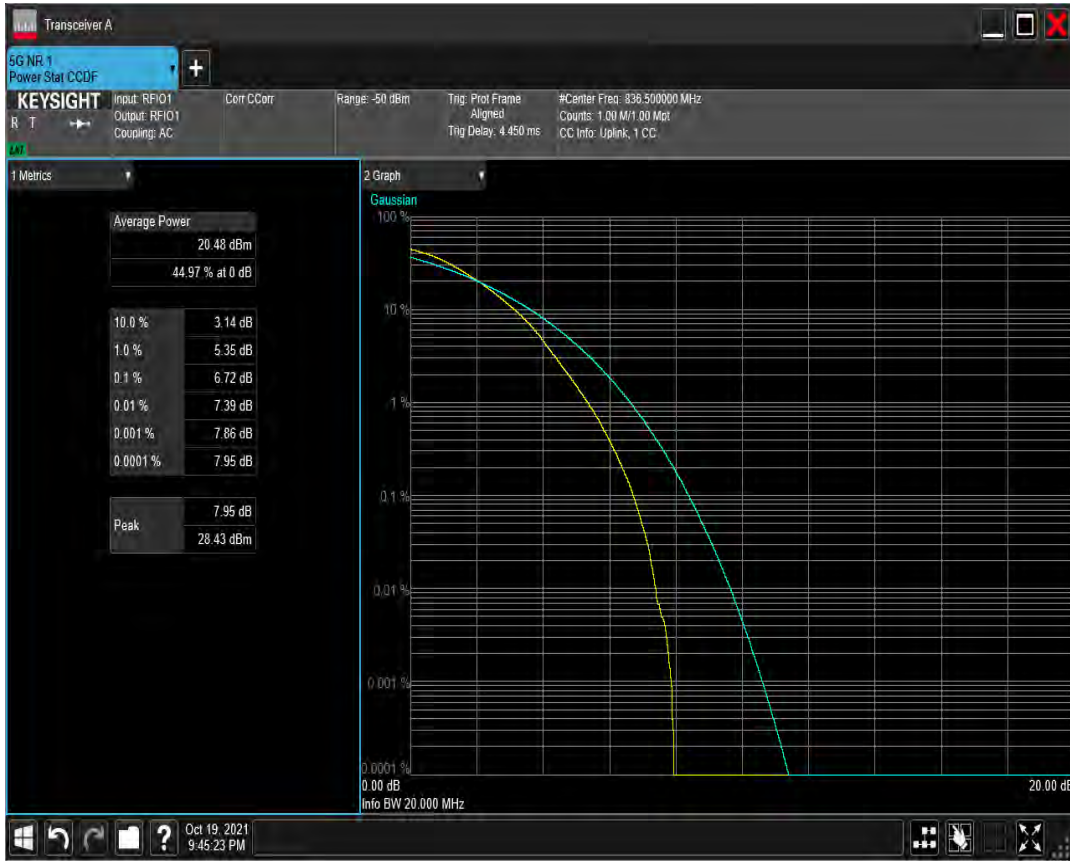 Transceiver A
5G NR 1
Power Stat CCDF
+
KEYSIGHT
R T
LXI
Input: RFIO1
Output: RFIO1
Coupling: AC
Corr CCorr
Range: -50 dBm
Trig: Prot Frame
Aligned
Trig Delay: 4.450 ms
#Center Freq: 836.500000 MHz
Counts: 1.00 M/1.00 Mpt
CC Info: Uplink, 1 CC
1 Metrics
Average Power
20.48 dBm
44.97 % at 0 dB
10.0 % 3.14 dB
1.0 % 5.35 dB
0.1 % 6.72 dB
0.01 % 7.39 dB
0.001 % 7.86 dB
0.0001 % 7.95 dB
Peak
7.95 dB
28.43 dBm
2 Graph
Gaussian
100 %
10 %
1 %
0.1 %
0.01 %
0.001 %
0.0001 %
0.00 dB
20.00 dB
Info BW 20.000 MHz
?
Oct 19, 2021
9:45:23 PM